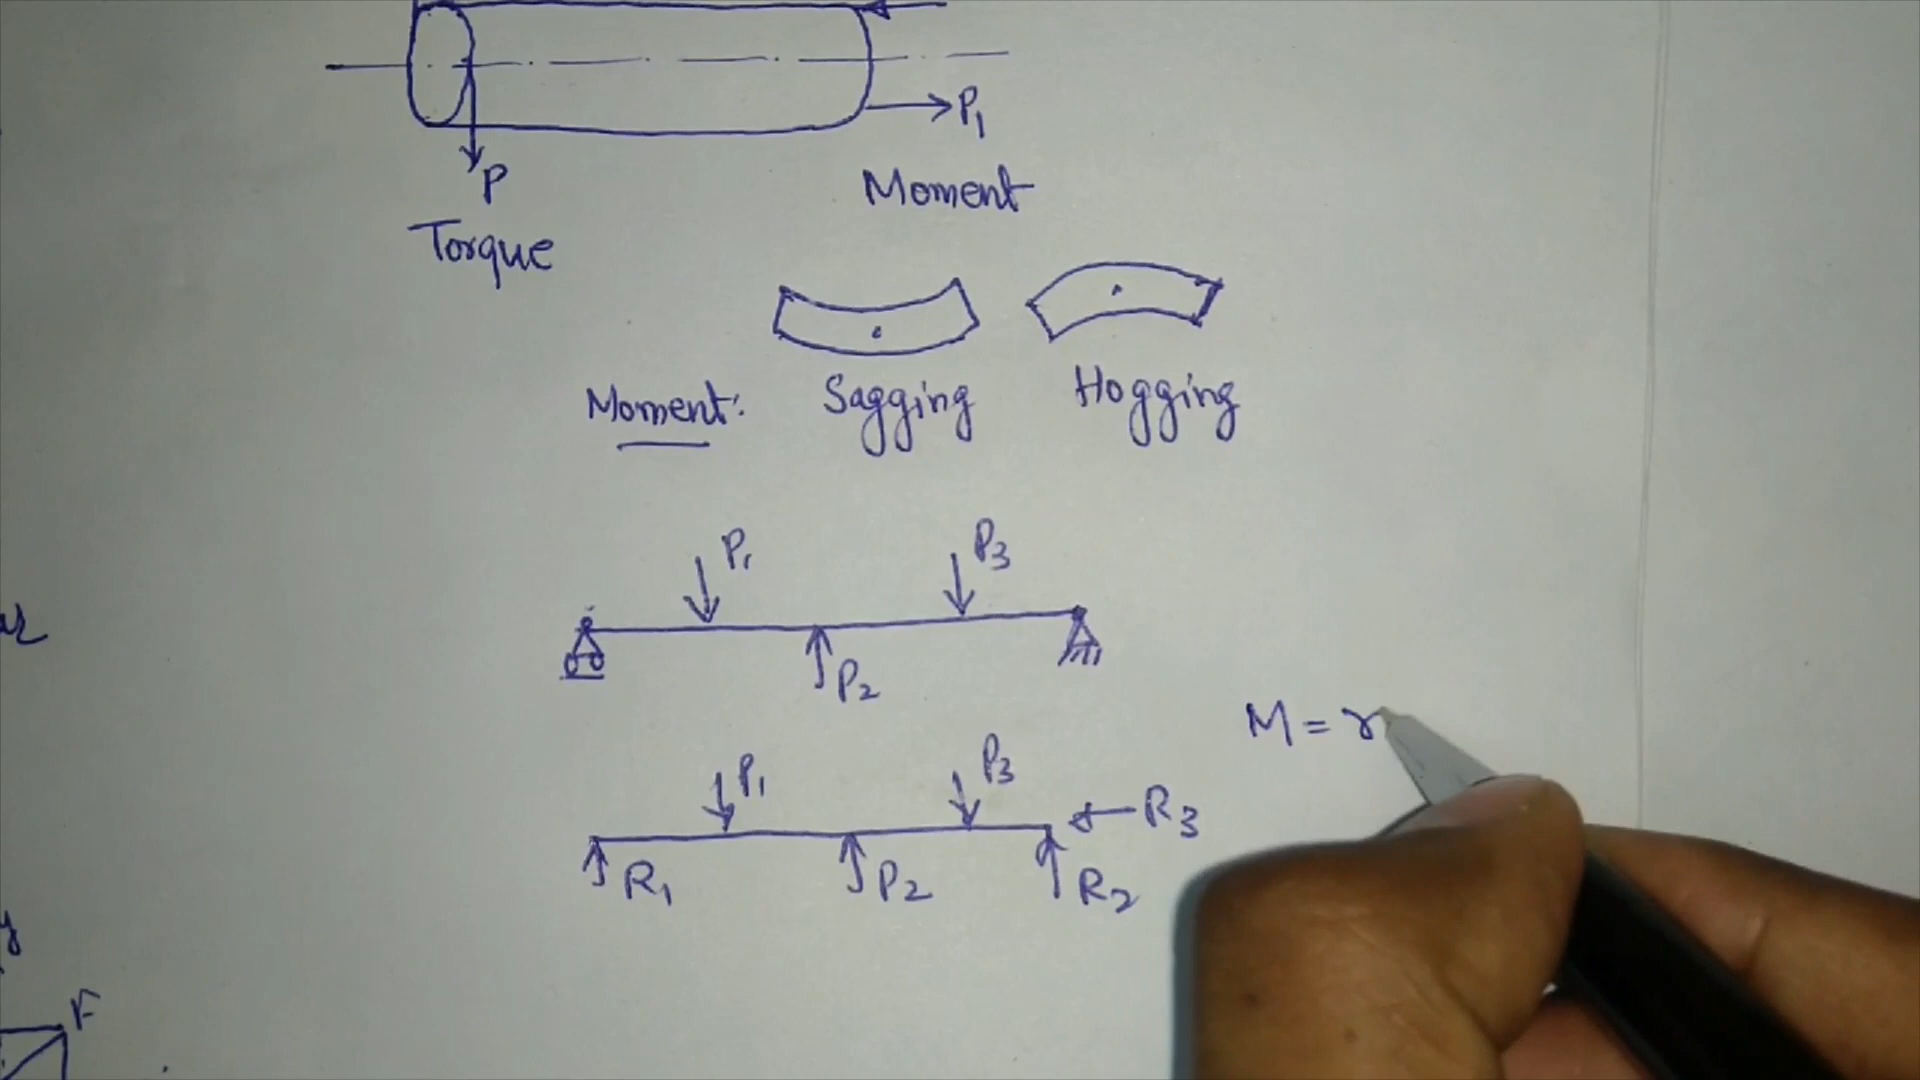 P₁
P
Moment
Torque
Moment: Sagging Hogging
P₁ P₃
P₂
M = r
P₁ P₃ R₃
R₁ P₂ R₂
F